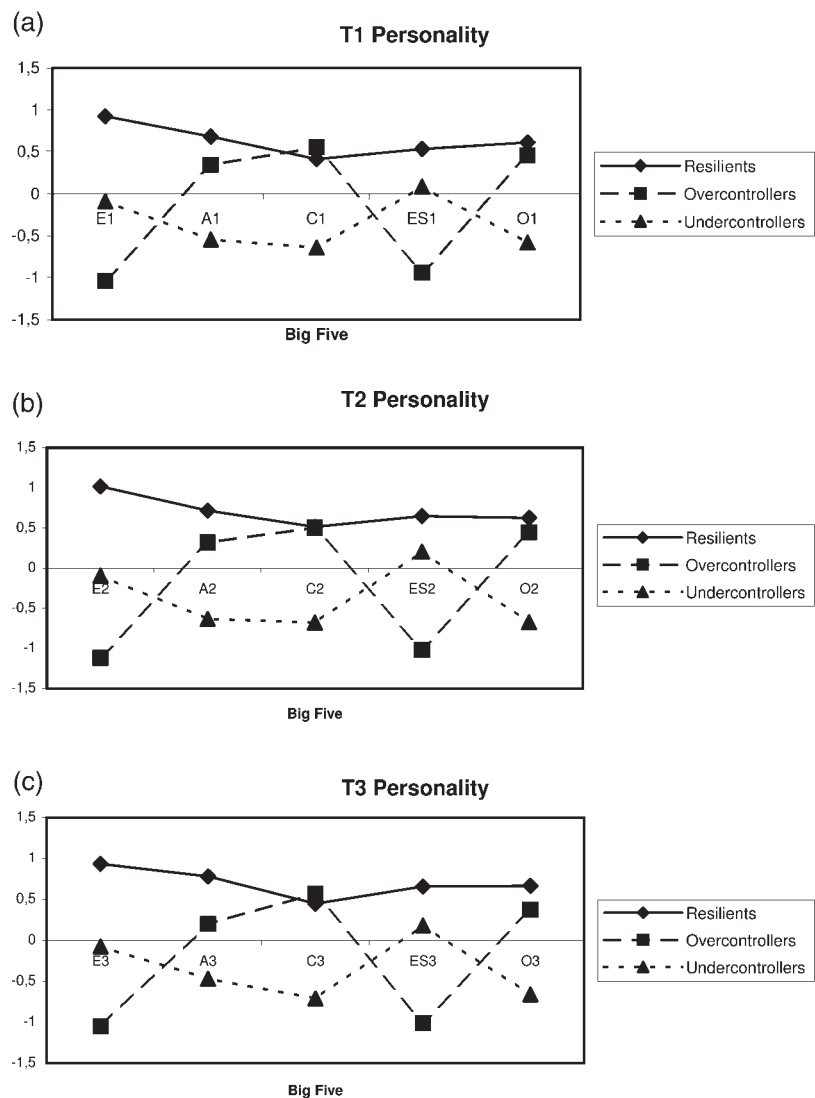 (a)
T1 Personality
1,5
1
0,5
0
-0,5
-1
-1,5
E1 A1 C1 ES1 O1
Big Five
Resilients
Overcontrollers
Undercontrollers
(b)
T2 Personality
1,5
1
0,5
0
-0,5
-1
-1,5
E2 A2 C2 ES2 O2
Big Five
Resilients
Overcontrollers
Undercontrollers
(c)
T3 Personality
1,5
1
0,5
0
-0,5
-1
-1,5
E3 A3 C3 ES3 O3
Big Five
Resilients
Overcontrollers
Undercontrollers